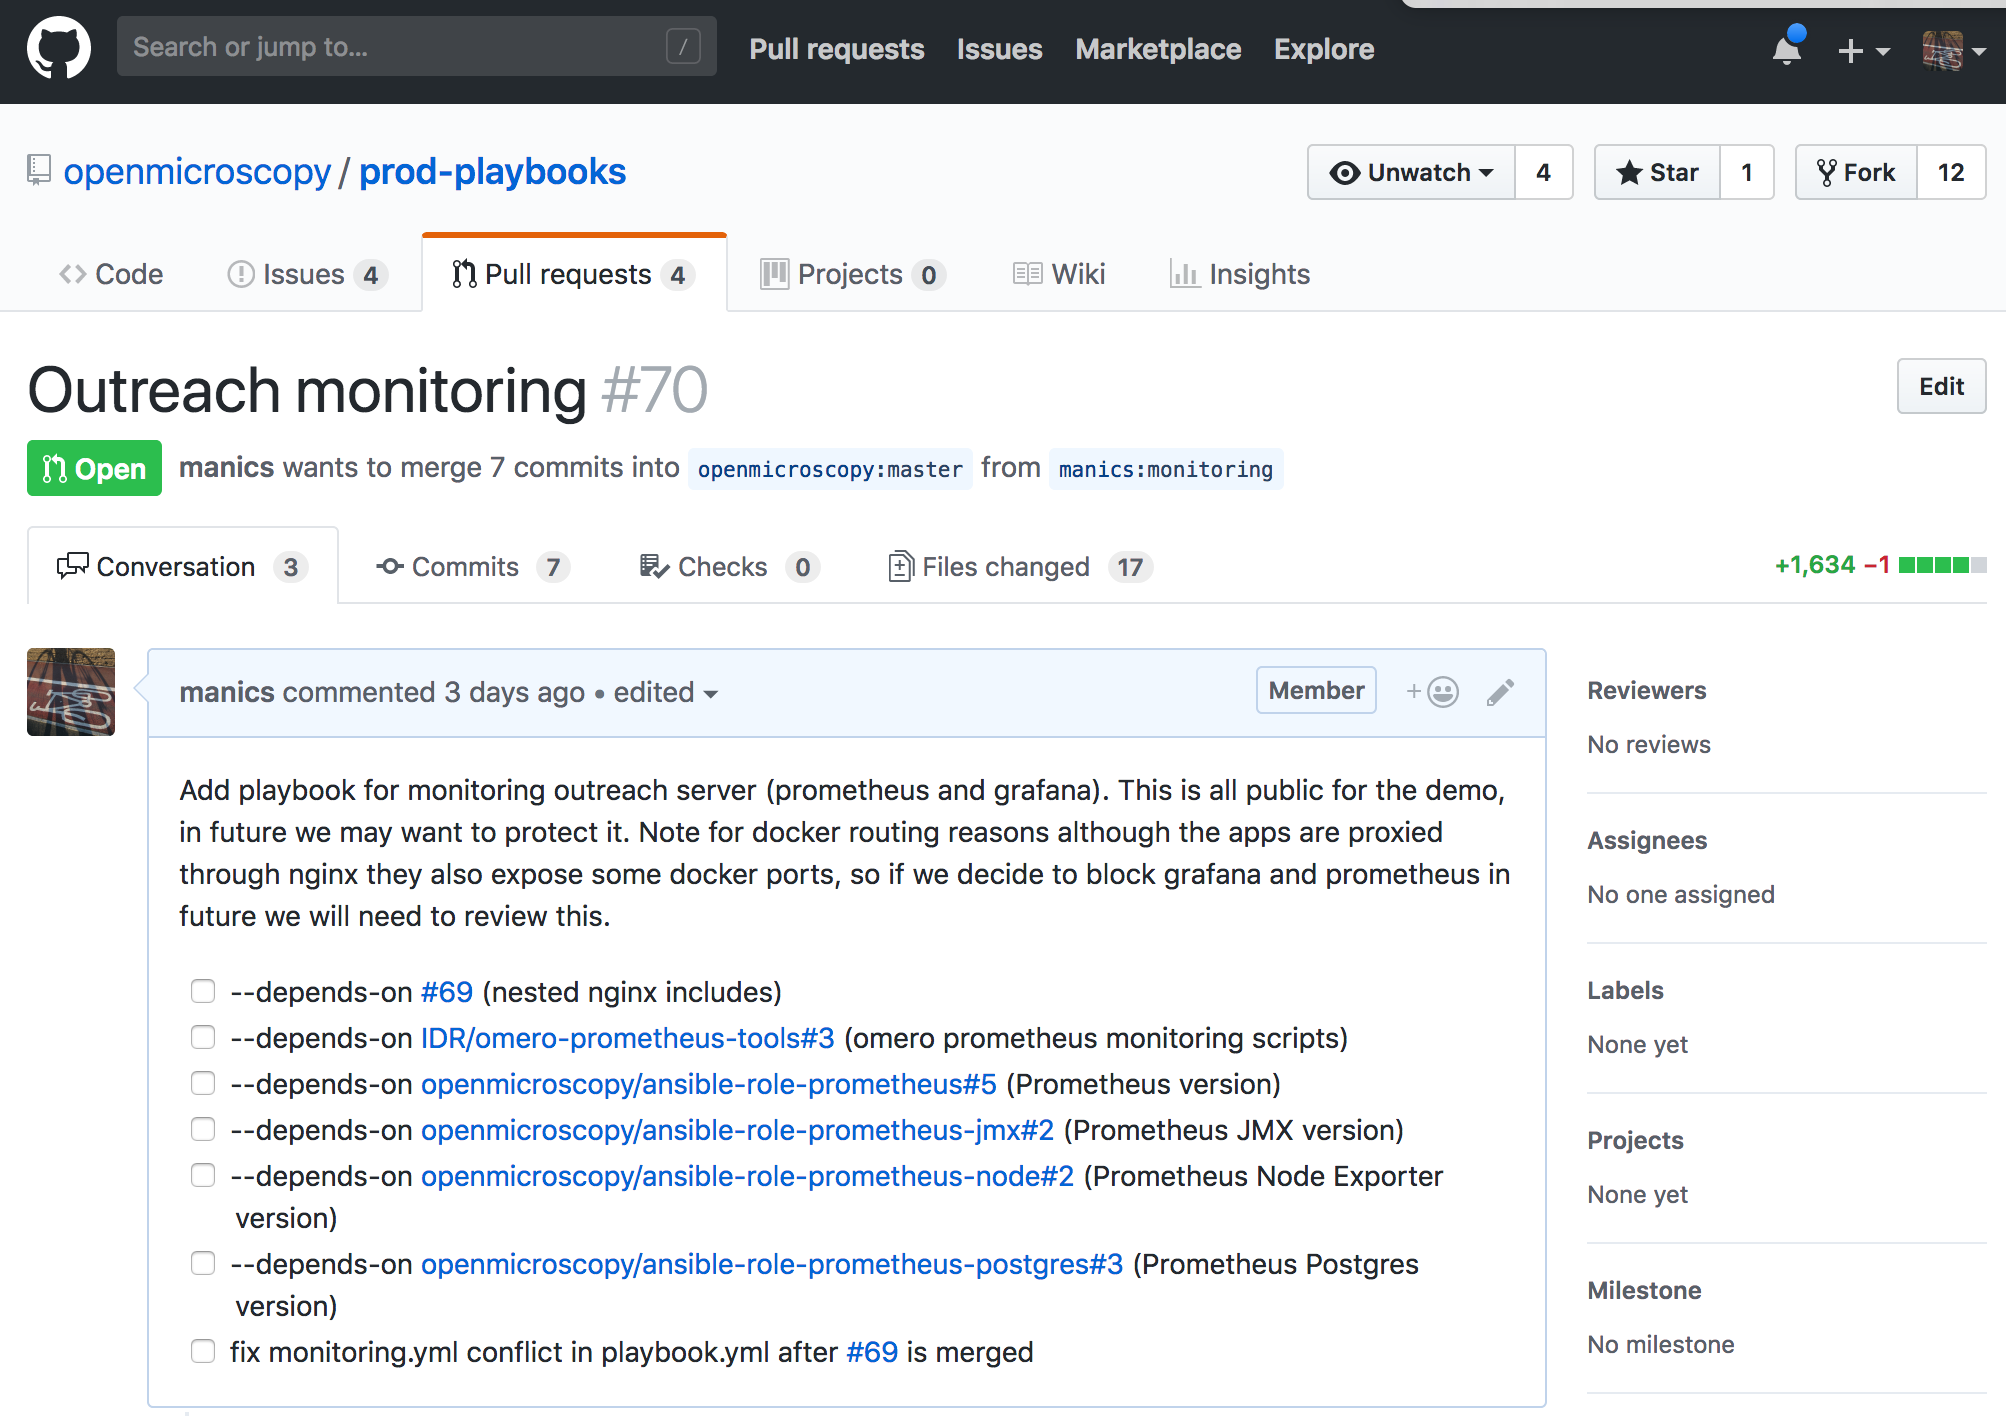 Search or jump to... /
Pull requests Issues Marketplace Explore
openmicroscopy / prod-playbooks
Unwatch 4 Star 1 Fork 12
Code Issues 4 Pull requests 4 Projects 0 Wiki Insights
Outreach monitoring #70
Edit
Open manics wants to merge 7 commits into openmicroscopy:master from manics:monitoring
Conversation 3 Commits 7 Checks 0 Files changed 17
+1,634 −1
manics commented 3 days ago • edited
Member
Add playbook for monitoring outreach server (prometheus and grafana). This is all public for the demo,
in future we may want to protect it. Note for docker routing reasons although the apps are proxied
through nginx they also expose some docker ports, so if we decide to block grafana and prometheus in
future we will need to review this.
--depends-on #69 (nested nginx includes)
--depends-on IDR/omero-prometheus-tools#3 (omero prometheus monitoring scripts)
--depends-on openmicroscopy/ansible-role-prometheus#5 (Prometheus version)
--depends-on openmicroscopy/ansible-role-prometheus-jmx#2 (Prometheus JMX version)
--depends-on openmicroscopy/ansible-role-prometheus-node#2 (Prometheus Node Exporter
version)
--depends-on openmicroscopy/ansible-role-prometheus-postgres#3 (Prometheus Postgres
version)
fix monitoring.yml conflict in playbook.yml after #69 is merged
Reviewers
No reviews
Assignees
No one assigned
Labels
None yet
Projects
None yet
Milestone
No milestone